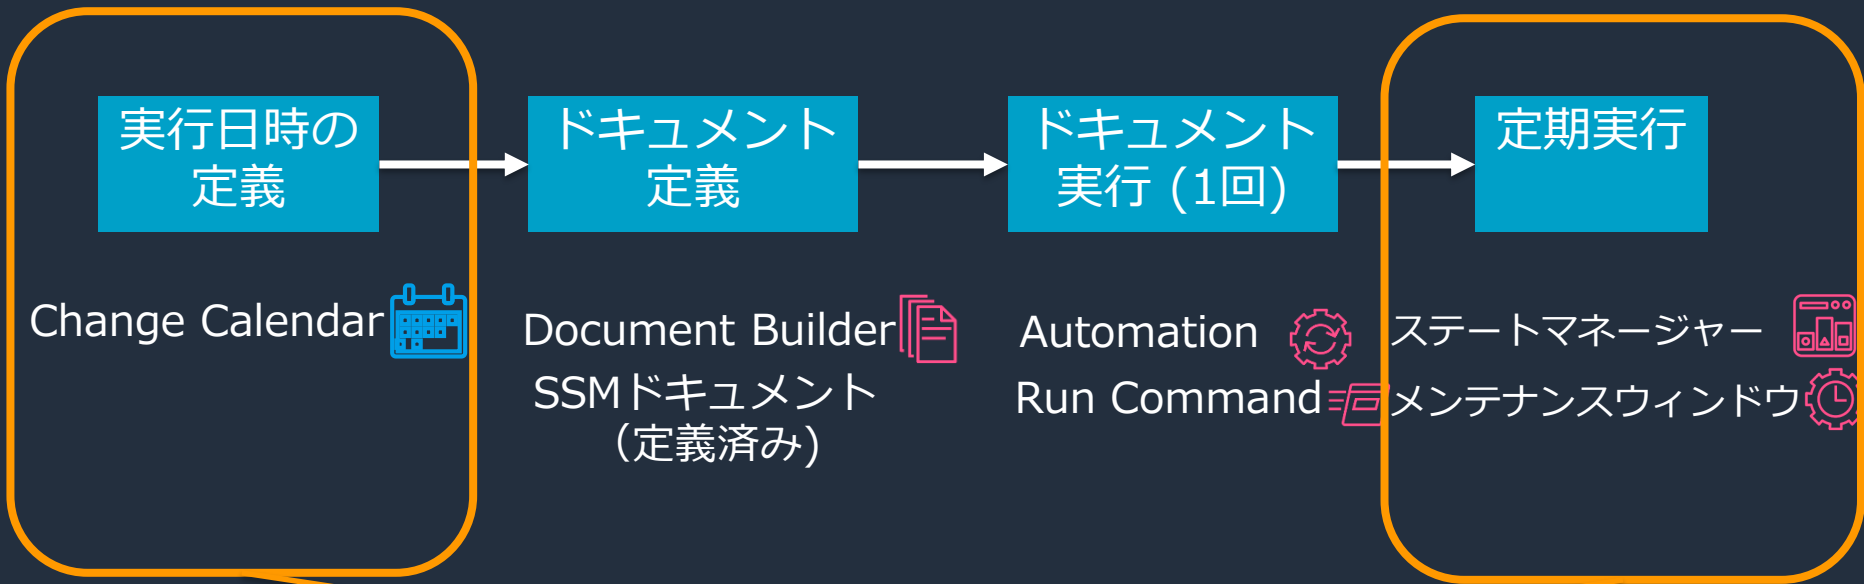 実行日時の
定義
ドキュメント
定義
ドキュメント
実行 (1回)
定期実行
Change Calendar
Document Builder
SSMドキュメント
（定義済み)
Automation
Run Command
ステートマネージャー
メンテナンスウィンドウ